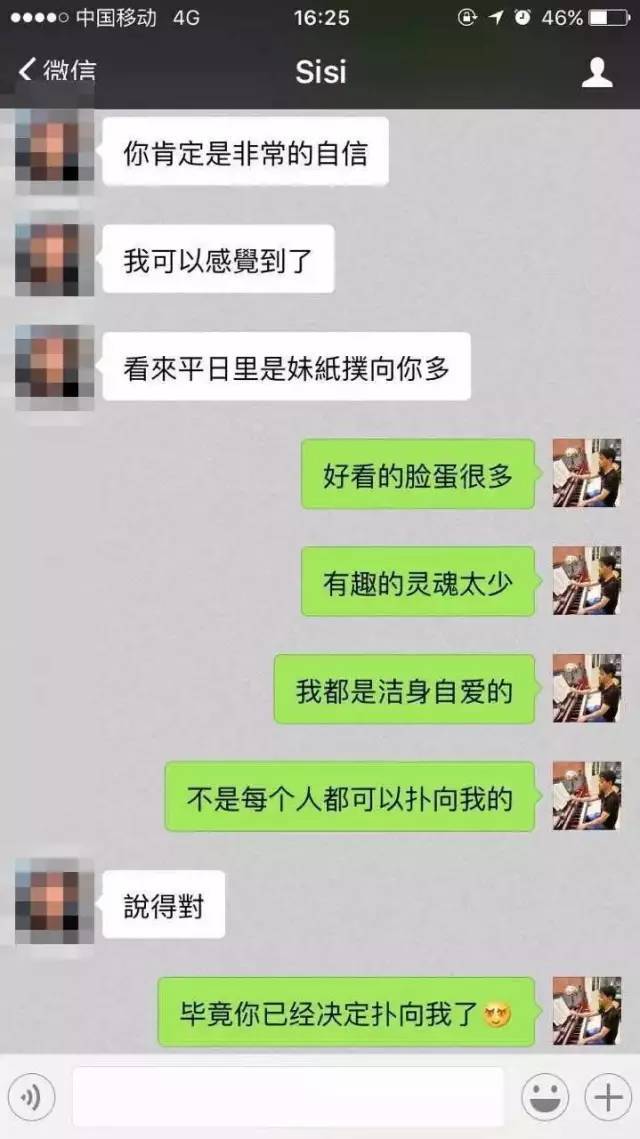 中国移动 4G 16:25 46%
微信 Sisi
你肯定是非常的自信
我可以感覺到了
看來平日里是妹紙撲向你多
好看的脸蛋很多
有趣的灵魂太少
我都是洁身自爱的
不是每个人都可以扑向我的
說得對
毕竟你已经决定扑向我了